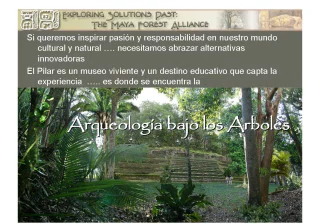 Exploring Solutions Past:
The Maya Forest Alliance
Si queremos inspirar pasión y responsabilidad en nuestro mundo
cultural y natural .... necesitamos abrazar alternativas
innovadoras
El Pilar es un museo viviente y un destino educativo que capta la
experiencia ..... es donde se encuentra la
Arqueología bajo los Arboles